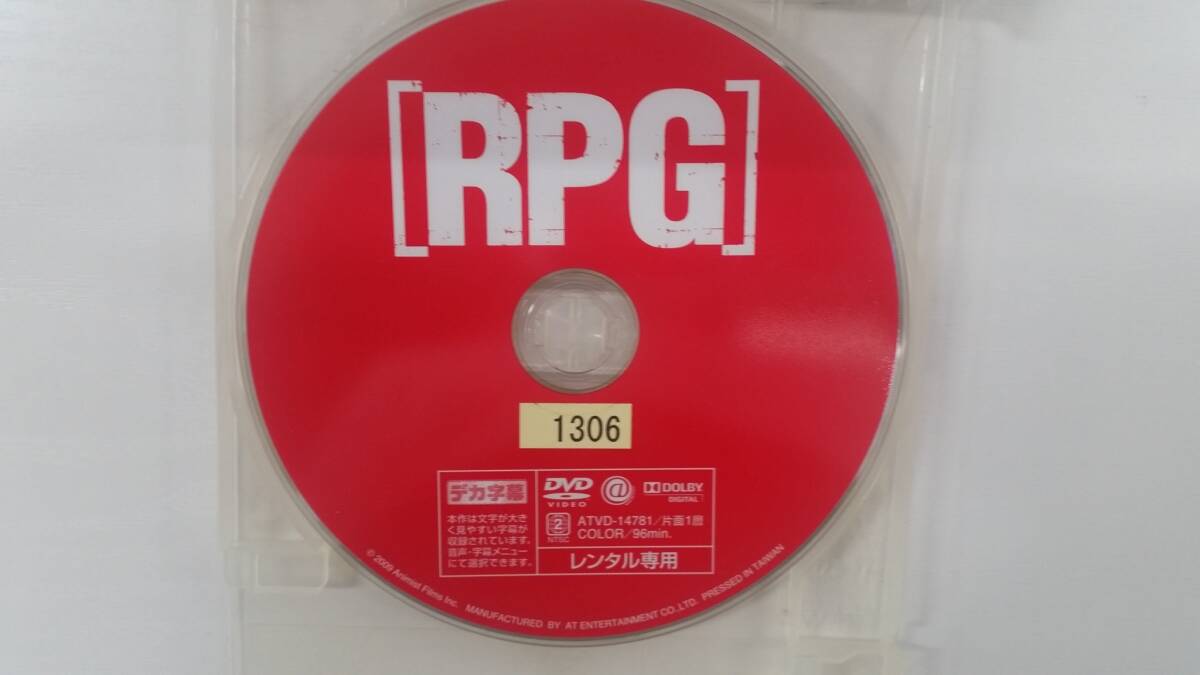 [RPG]
1306
デカ字幕
本作は文字が大き
く見やすい字幕が
収録されています。
音声・字幕メニュー
にて選択できます。
DVD
VIDEO
@
DOLBY
DIGITAL
2
NTSC
ATVD-14781/片面1層
COLOR/96min.
レンタル専用
© 2009 Animist Films Inc. MANUFACTURED BY AT ENTERTAINMENT CO.,LTD. PRESSED IN TAIWAN